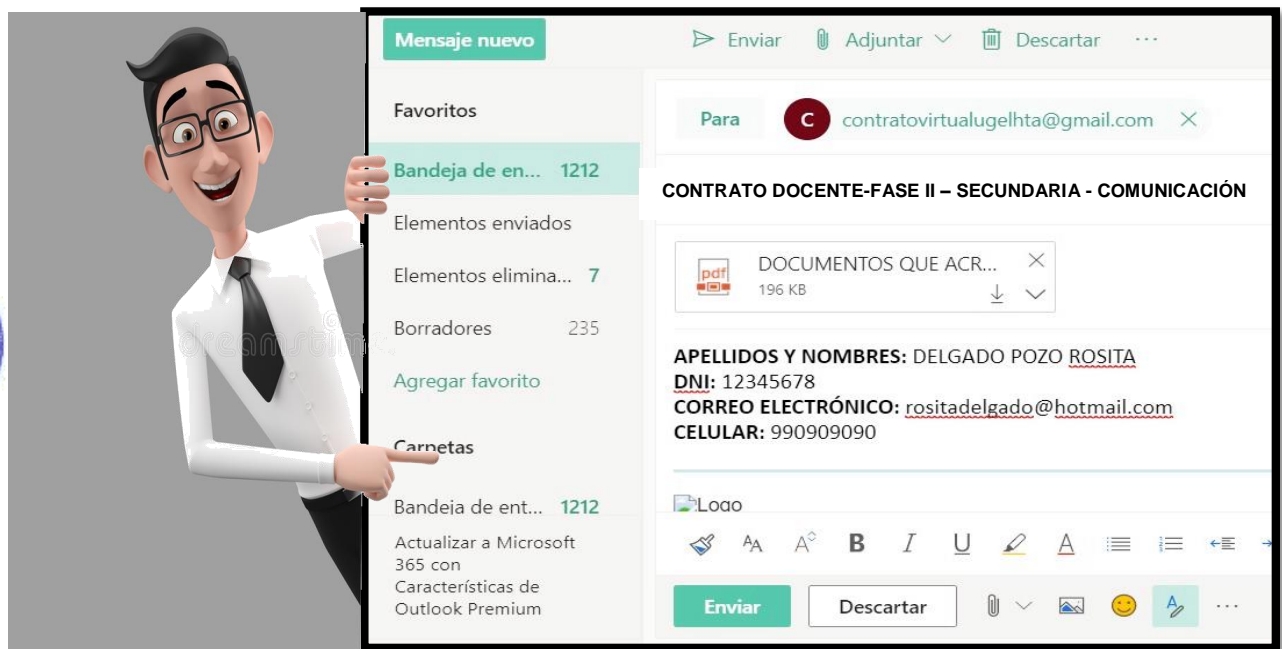 Mensaje nuevo
Enviar Adjuntar Descartar ...
Favoritos
Bandeja de en... 1212
Elementos enviados
Elementos elimina... 7
Borradores 235
Agregar favorito
Carpetas
Bandeja de ent... 1212
Actualizar a Microsoft
365 con
Características de
Outlook Premium
Para C contratovirtualugelhta@gmail.com
CONTRATO DOCENTE-FASE II – SECUNDARIA - COMUNICACIÓN
pdf DOCUMENTOS QUE ACR...
196 KB
APELLIDOS Y NOMBRES: DELGADO POZO ROSITA
DNI: 12345678
CORREO ELECTRÓNICO: rositadelgado@hotmail.com
CELULAR: 990909090
Logo
Enviar Descartar
dreamstime